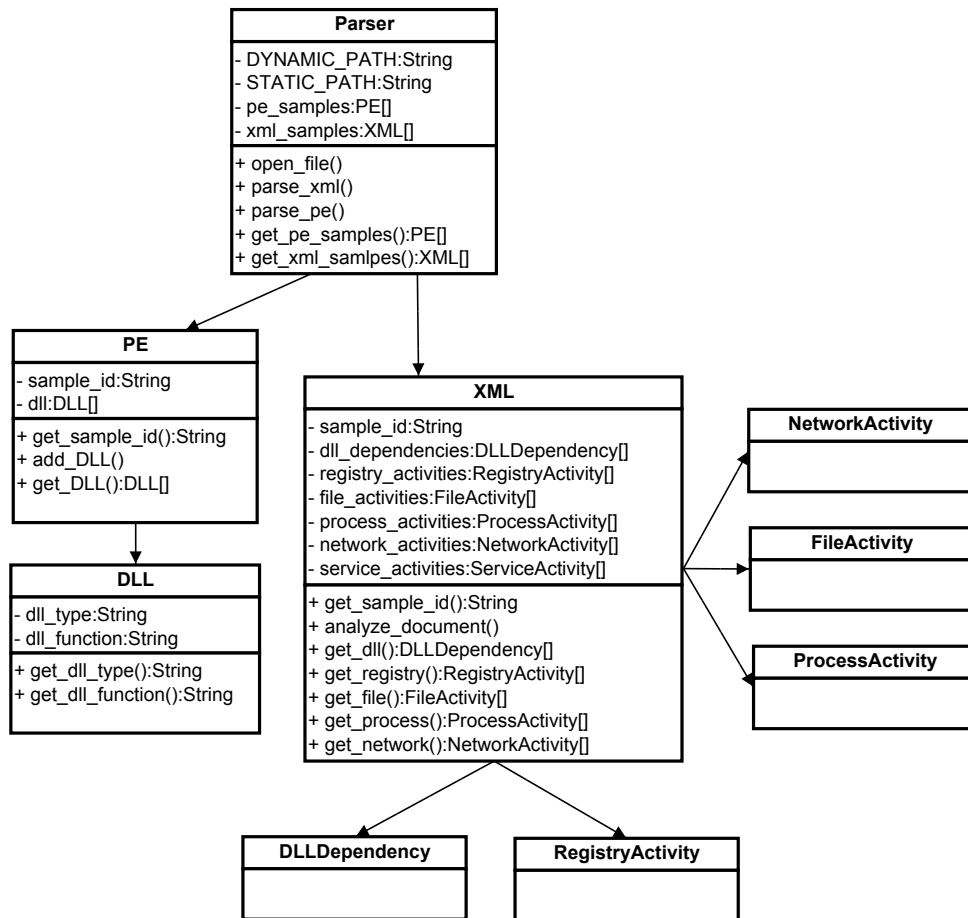 Parser
- DYNAMIC_PATH:String
- STATIC_PATH:String
- pe_samples:PE[]
- xml_samples:XML[]
+ open_file()
+ parse_xml()
+ parse_pe()
+ get_pe_samples():PE[]
+ get_xml_samlpes():XML[]
PE
- sample_id:String
- dll:DLL[]
+ get_sample_id():String
+ add_DLL()
+ get_DLL():DLL[]
DLL
- dll_type:String
- dll_function:String
+ get_dll_type():String
+ get_dll_function():String
XML
- sample_id:String
- dll_dependencies:DLLDependency[]
- registry_activities:RegistryActivity[]
- file_activities:FileActivity[]
- process_activities:ProcessActivity[]
- network_activities:NetworkActivity[]
- service_activities:ServiceActivity[]
+ get_sample_id():String
+ analyze_document()
+ get_dll():DLLDependency[]
+ get_registry():RegistryActivity[]
+ get_file():FileActivity[]
+ get_process():ProcessActivity[]
+ get_network():NetworkActivity[]
NetworkActivity
FileActivity
ProcessActivity
DLLDependency
RegistryActivity